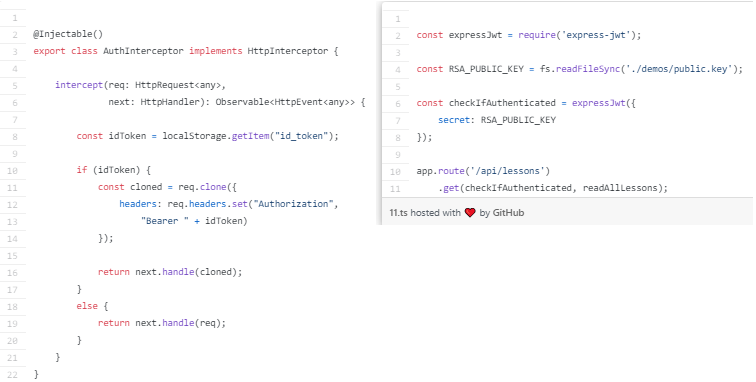 1
2 @Injectable()
3 export class AuthInterceptor implements HttpInterceptor {
4
5 intercept(req: HttpRequest<any>,
6 next: HttpHandler): Observable<HttpEvent<any>> {
7
8 const idToken = localStorage.getItem("id_token");
9
10 if (idToken) {
11 const cloned = req.clone({
12 headers: req.headers.set("Authorization",
13 "Bearer " + idToken)
14 });
15
16 return next.handle(cloned);
17 }
18 else {
19 return next.handle(req);
20 }
21 }
22 }
1
2 const expressJwt = require('express-jwt');
3
4 const RSA_PUBLIC_KEY = fs.readFileSync('./demos/public.key');
5
6 const checkIfAuthenticated = expressJwt({
7 secret: RSA_PUBLIC_KEY
8 });
9
10 app.route('/api/lessons')
11 .get(checkIfAuthenticated, readAllLessons);
11.ts hosted with ❤ by GitHub